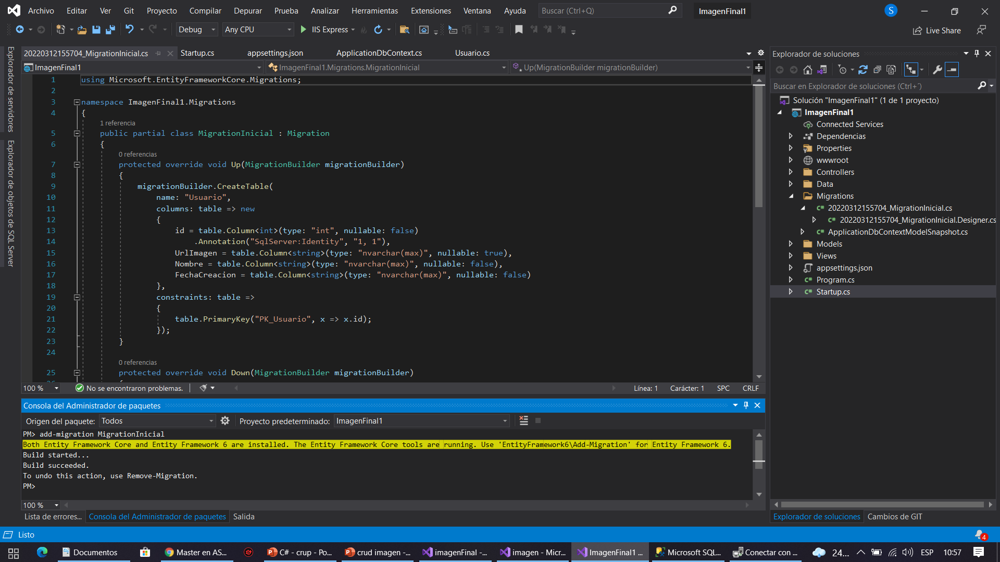 Archivo Editar Ver Git Proyecto Compilar Depurar Prueba Analizar Herramientas Extensiones Ventana Ayuda Buscar (Ctrl+Q) ImagenFinal1 S
Debug Any CPU IIS Express Live Share
Explorador de servidores
Explorador de objetos de SQL Server
20220312155704_MigrationInicial.cs Startup.cs appsettings.json ApplicationDbContext.cs Usuario.cs
ImagenFinal1 ImagenFinal1.Migrations.MigrationInicial Up(MigrationBuilder migrationBuilder)
1 using Microsoft.EntityFrameworkCore.Migrations;
2
3 namespace ImagenFinal1.Migrations
4 {
1 referencia
5 public partial class MigrationInicial : Migration
6 {
0 referencias
7 protected override void Up(MigrationBuilder migrationBuilder)
8 {
9 migrationBuilder.CreateTable(
10 name: "Usuario",
11 columns: table => new
12 {
13 id = table.Column<int>(type: "int", nullable: false)
14 .Annotation("SqlServer:Identity", "1, 1"),
15 UrlImagen = table.Column<string>(type: "nvarchar(max)", nullable: true),
16 Nombre = table.Column<string>(type: "nvarchar(max)", nullable: false),
17 FechaCreacion = table.Column<string>(type: "nvarchar(max)", nullable: false)
18 },
19 constraints: table =>
20 {
21 table.PrimaryKey("PK_Usuario", x => x.id);
22 });
23 }
24
0 referencias
25 protected override void Down(MigrationBuilder migrationBuilder)
100 % No se encontraron problemas. Línea: 1 Carácter: 1 SPC CRLF
Consola del Administrador de paquetes
Origen del paquete: Todos Proyecto predeterminado: ImagenFinal1
PM> add-migration MigrationInicial
Both Entity Framework Core and Entity Framework 6 are installed. The Entity Framework Core tools are running. Use 'EntityFramework6\Add-Migration' for Entity Framework 6.
Build started...
Build succeeded.
To undo this action, use Remove-Migration.
PM>
100 %
Lista de errores... Consola del Administrador de paquetes Salida
Explorador de soluciones
Buscar en Explorador de soluciones (Ctrl+´)
Solución "ImagenFinal1" (1 de 1 proyecto)
ImagenFinal1
Connected Services
Dependencias
Properties
wwwroot
Controllers
Data
Migrations
C# 20220312155704_MigrationInicial.cs
C# 20220312155704_MigrationInicial.Designer.cs
C# ApplicationDbContextModelSnapshot.cs
Models
Views
appsettings.json
C# Program.cs
C# Startup.cs
Explorador de soluciones Cambios de GIT
Listo 4
Documentos Master en AS... C# - crup - Po... crud imagen -... imagenFinal -... imagen - Micr... ImagenFinal1 ... Microsoft SQL... Conectar con ... 24... ESP 10:57